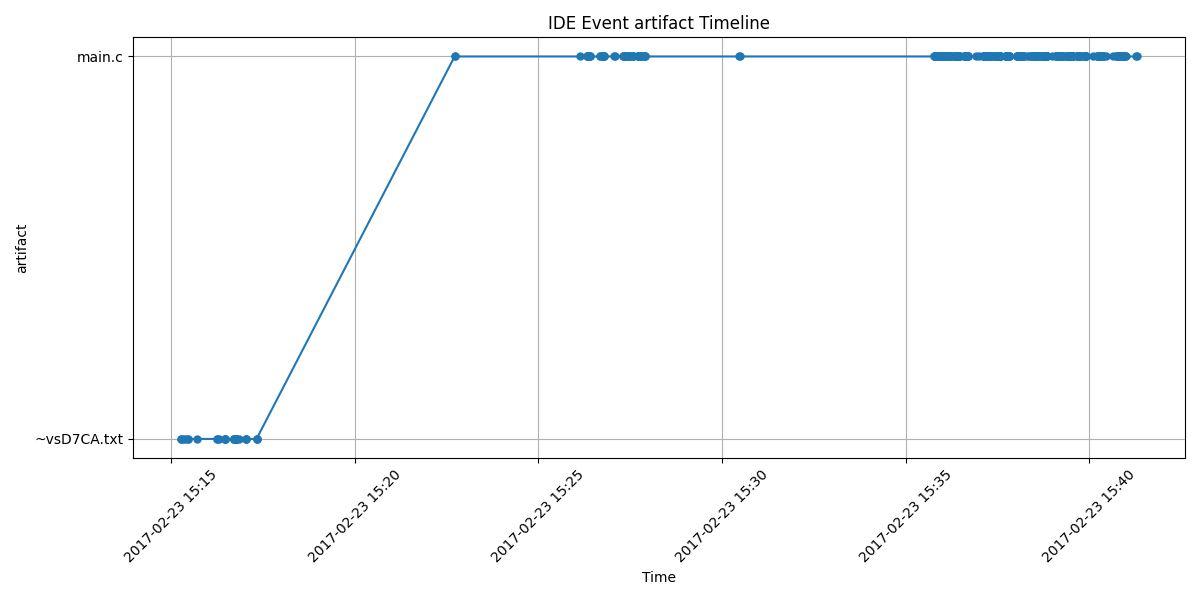 IDE Event artifact Timeline
main.c
~vsD7CA.txt
artifact
2017-02-23 15:15
2017-02-23 15:20
2017-02-23 15:25
2017-02-23 15:30
2017-02-23 15:35
2017-02-23 15:40
Time